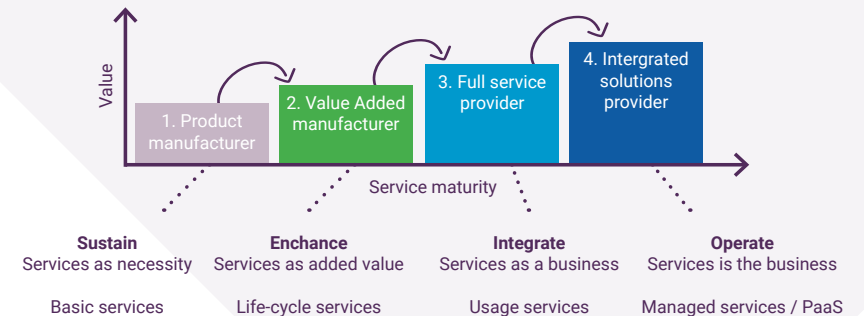 Value
1. Product
manufacturer
2. Value Added
manufacturer
3. Full service
provider
4. Intergrated
solutions
provider
Service maturity
Sustain
Services as necessity
Basic services
Enchance
Services as added value
Life-cycle services
Integrate
Services as a business
Usage services
Operate
Services is the business
Managed services / PaaS